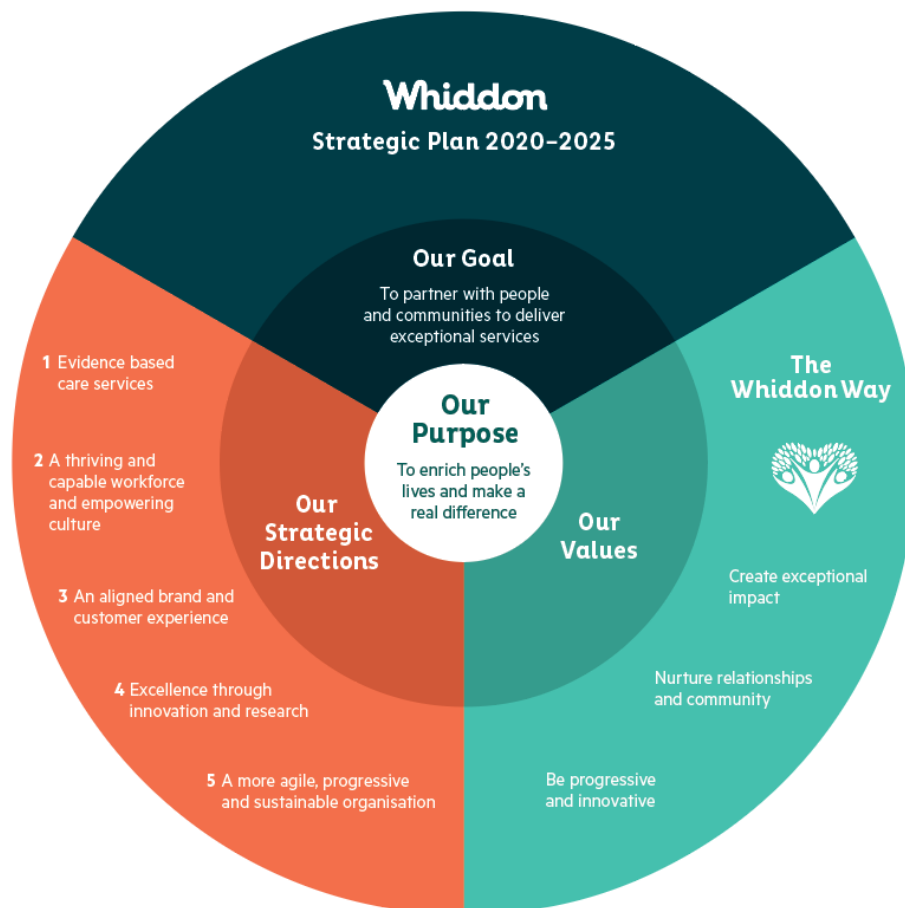 Whiddon
Strategic Plan 2020–2025
Our Goal
To partner with people
and communities to deliver
exceptional services
Our
Purpose
To enrich people's
lives and make a
real difference
Our
Strategic
Directions
1 Evidence based
care services
2 A thriving and
capable workforce
and empowering
culture
3 An aligned brand and
customer experience
4 Excellence through
innovation and research
5 A more agile, progressive
and sustainable organisation
Our
Values
The
Whiddon Way
Create exceptional
impact
Nurture relationships
and community
Be progressive
and innovative